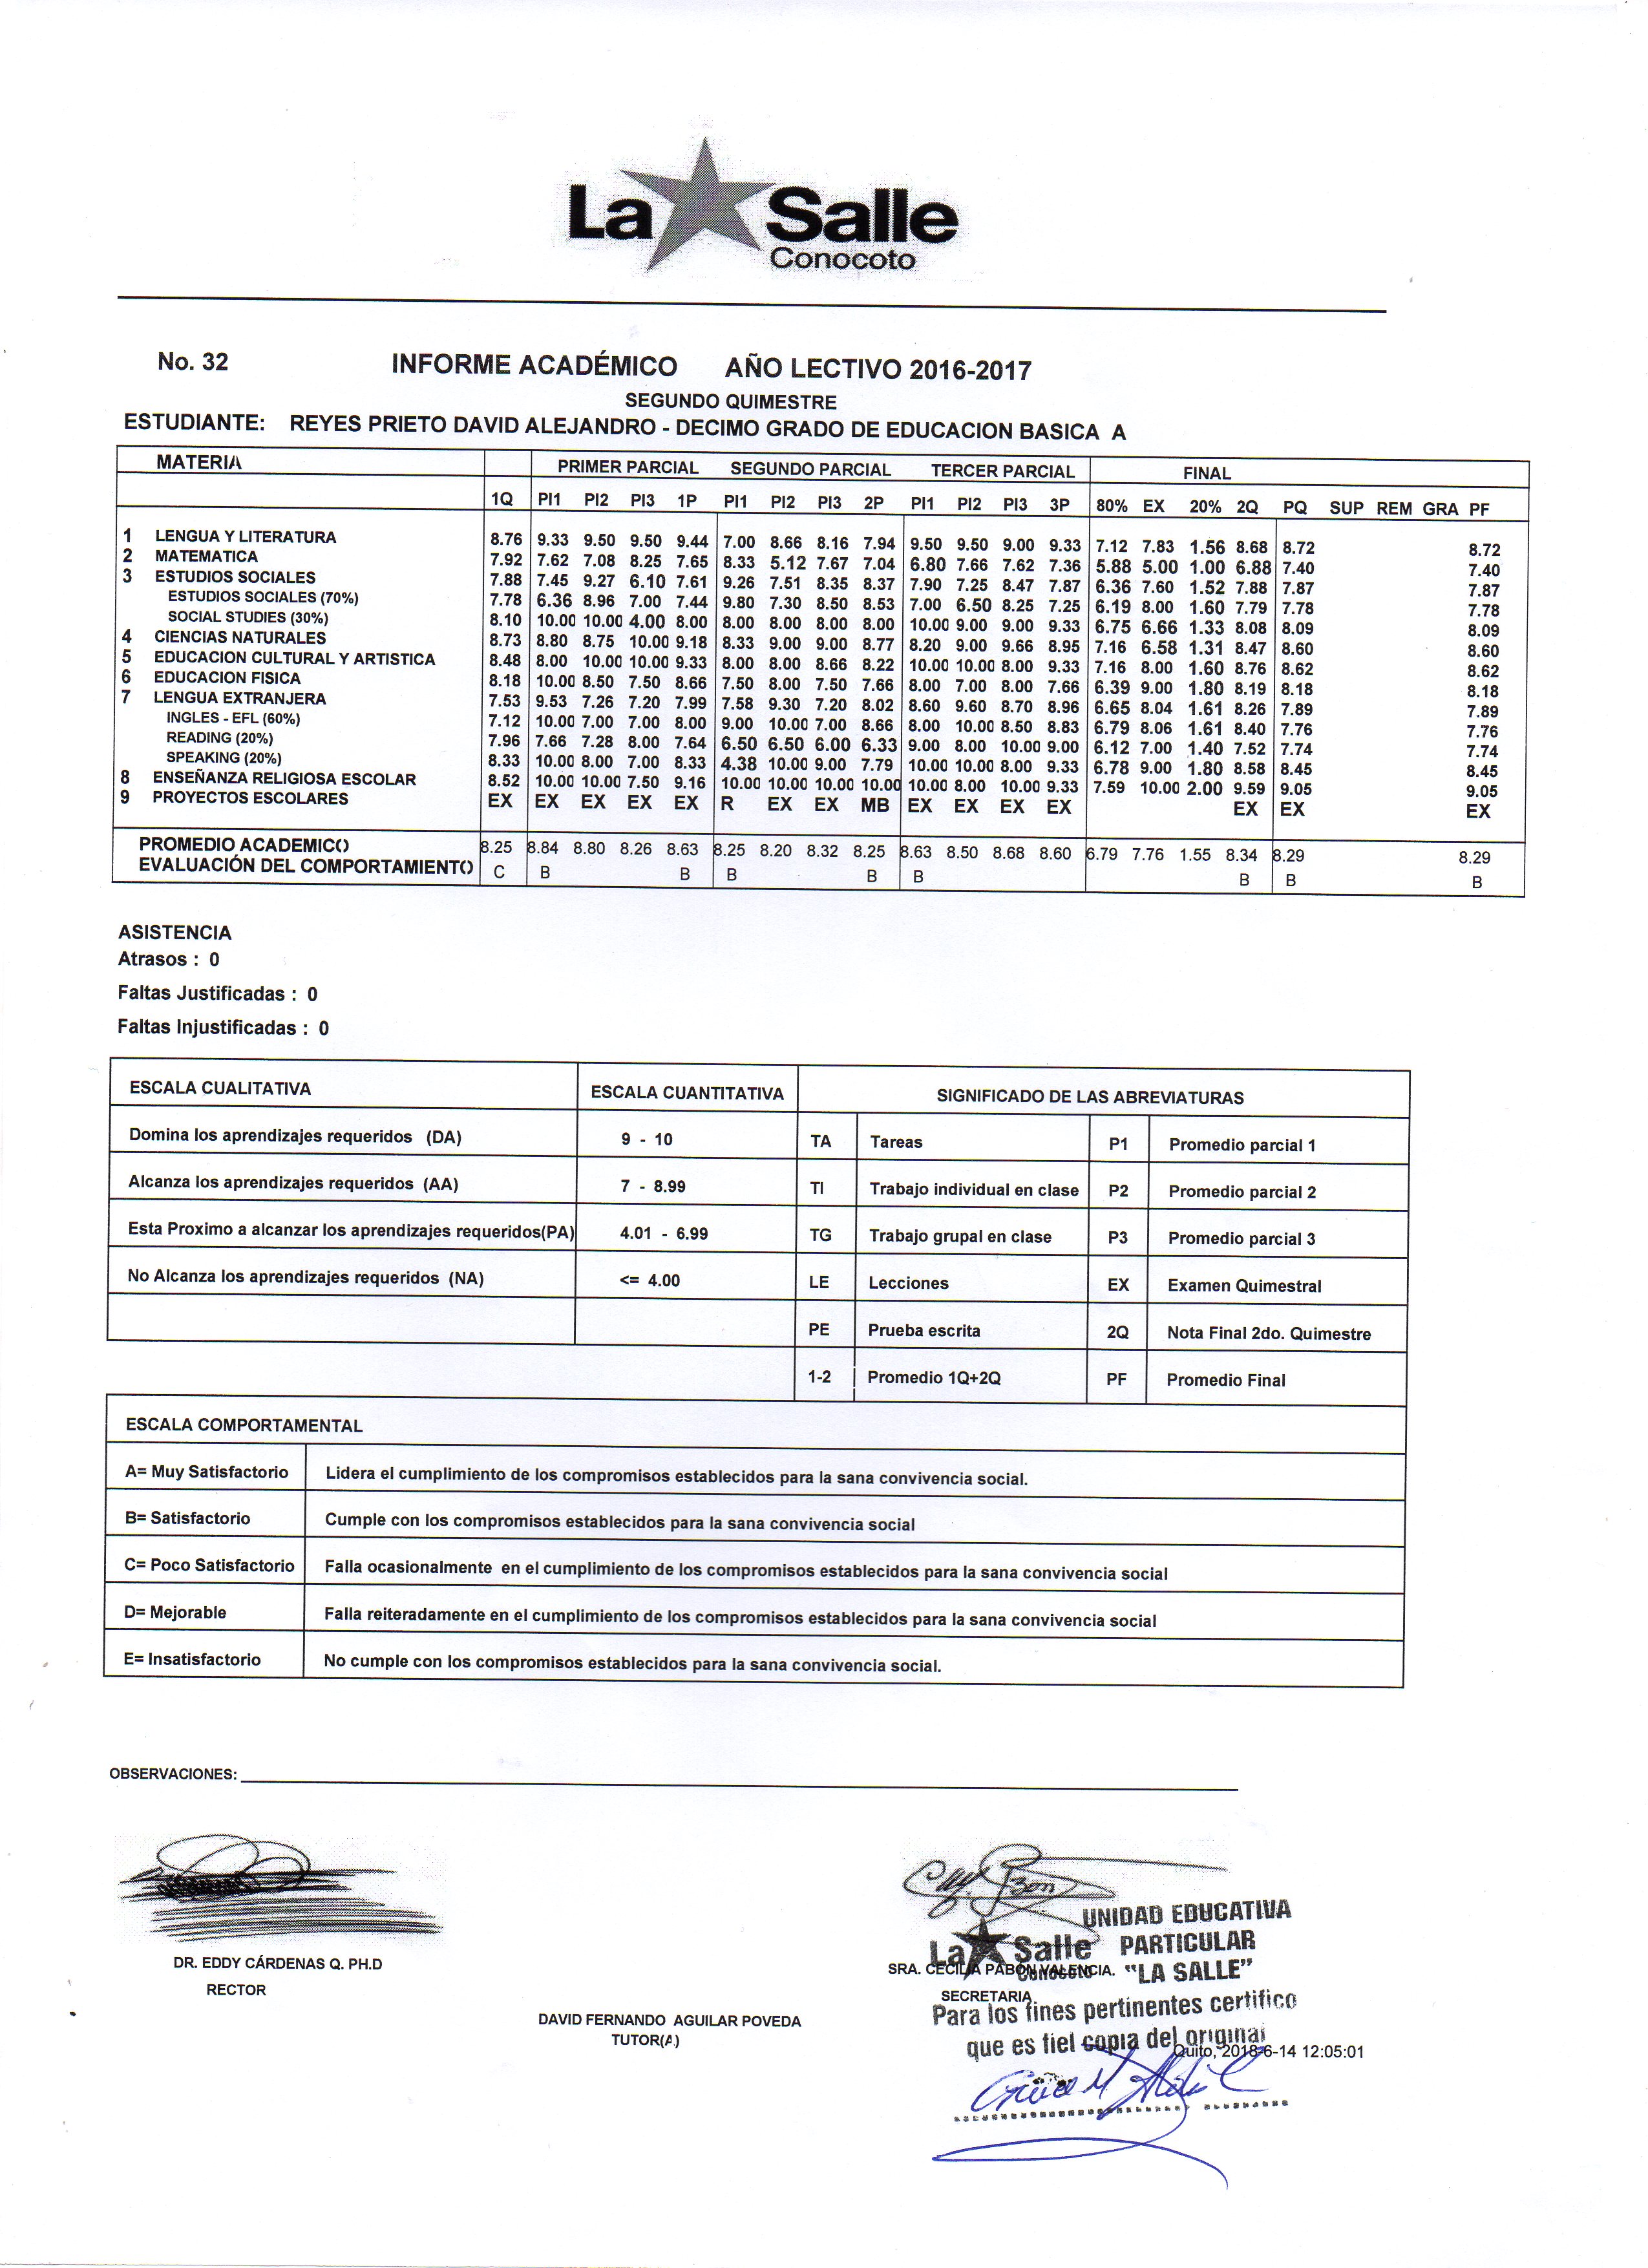 La Salle
Conocoto
No. 32 INFORME ACADÉMICO AÑO LECTIVO 2016-2017
SEGUNDO QUIMESTRE
ESTUDIANTE: REYES PRIETO DAVID ALEJANDRO - DECIMO GRADO DE EDUCACION BASICA A
MATERIA PRIMER PARCIAL SEGUNDO PARCIAL TERCER PARCIAL FINAL
1Q PI1 PI2 PI3 1P PI1 PI2 PI3 2P PI1 PI2 PI3 3P 80% EX 20% 2Q PQ SUP REM GRA PF
1 LENGUA Y LITERATURA 8.76 9.33 9.50 9.50 9.44 7.00 8.66 8.16 7.94 9.50 9.50 9.00 9.33 7.12 7.83 1.56 8.68 8.72 8.72
2 MATEMATICA 7.92 7.62 7.08 8.25 7.65 8.33 5.12 7.67 7.04 6.80 7.66 7.62 7.36 5.88 5.00 1.00 6.88 7.40 7.40
3 ESTUDIOS SOCIALES 7.88 7.45 9.27 6.10 7.61 9.26 7.51 8.35 8.37 7.90 7.25 8.47 7.87 6.36 7.60 1.52 7.88 7.87 7.87
ESTUDIOS SOCIALES (70%) 7.78 6.36 8.96 7.00 7.44 9.80 7.30 8.50 8.53 7.00 6.50 8.25 7.25 6.19 8.00 1.60 7.79 7.78 7.78
SOCIAL STUDIES (30%) 8.10 10.00 10.00 4.00 8.00 8.00 8.00 8.00 8.00 10.00 9.00 9.00 9.33 6.75 6.66 1.33 8.08 8.09 8.09
4 CIENCIAS NATURALES 8.73 8.80 8.75 10.00 9.18 8.33 9.00 9.00 8.77 8.20 9.00 9.66 8.95 7.16 6.58 1.31 8.47 8.60 8.60
5 EDUCACION CULTURAL Y ARTISTICA 8.48 8.00 10.00 10.00 9.33 8.00 8.00 8.66 8.22 10.00 10.00 8.00 9.33 7.16 8.00 1.60 8.76 8.62 8.62
6 EDUCACION FISICA 8.18 10.00 8.50 7.50 8.66 7.50 8.00 7.50 7.66 8.00 7.00 8.00 7.66 6.39 9.00 1.80 8.19 8.18 8.18
7 LENGUA EXTRANJERA 7.53 9.53 7.26 7.20 7.99 7.58 9.30 7.20 8.02 8.60 9.60 8.70 8.96 6.65 8.04 1.61 8.26 7.89 7.89
INGLES - EFL (60%) 7.12 10.00 7.00 7.00 8.00 9.00 10.00 7.00 8.66 8.00 10.00 8.50 8.83 6.79 8.06 1.61 8.40 7.76 7.76
READING (20%) 7.96 7.66 7.28 8.00 7.64 6.50 6.50 6.00 6.33 9.00 8.00 10.00 9.00 6.12 7.00 1.40 7.52 7.74 7.74
SPEAKING (20%) 8.33 10.00 8.00 7.00 8.33 4.38 10.00 9.00 7.79 10.00 10.00 8.00 9.33 6.78 9.00 1.80 8.58 8.45 8.45
8 ENSEÑANZA RELIGIOSA ESCOLAR 8.52 10.00 10.00 7.50 9.16 10.00 10.00 10.00 10.00 10.00 8.00 10.00 9.33 7.59 10.00 2.00 9.59 9.05 9.05
9 PROYECTOS ESCOLARES EX EX EX EX EX R EX EX MB EX EX EX EX EX EX EX
PROMEDIO ACADEMICO 8.25 8.84 8.80 8.26 8.63 8.25 8.20 8.32 8.25 8.63 8.50 8.68 8.60 6.79 7.76 1.55 8.34 8.29 8.29
EVALUACIÓN DEL COMPORTAMIENTO C B B B B B B B B
ASISTENCIA
Atrasos : 0
Faltas Justificadas : 0
Faltas Injustificadas : 0
ESCALA CUALITATIVA ESCALA CUANTITATIVA SIGNIFICADO DE LAS ABREVIATURAS
Domina los aprendizajes requeridos (DA) 9 - 10 TA Tareas P1 Promedio parcial 1
Alcanza los aprendizajes requeridos (AA) 7 - 8.99 TI Trabajo individual en clase P2 Promedio parcial 2
Esta Proximo a alcanzar los aprendizajes requeridos(PA) 4.01 - 6.99 TG Trabajo grupal en clase P3 Promedio parcial 3
No Alcanza los aprendizajes requeridos (NA) <= 4.00 LE Lecciones EX Examen Quimestral
PE Prueba escrita 2Q Nota Final 2do. Quimestre
1-2 Promedio 1Q+2Q PF Promedio Final
ESCALA COMPORTAMENTAL
A= Muy Satisfactorio Lidera el cumplimiento de los compromisos establecidos para la sana convivencia social.
B= Satisfactorio Cumple con los compromisos establecidos para la sana convivencia social
C= Poco Satisfactorio Falla ocasionalmente en el cumplimiento de los compromisos establecidos para la sana convivencia social
D= Mejorable Falla reiteradamente en el cumplimiento de los compromisos establecidos para la sana convivencia social
E= Insatisfactorio No cumple con los compromisos establecidos para la sana convivencia social.
OBSERVACIONES:
UNIDAD EDUCATIVA
La Salle PARTICULAR
Conocoto "LA SALLE"
DR. EDDY CÁRDENAS Q. PH.D
RECTOR
SRA. CECILIA PABÓN VALENCIA.
SECRETARIA
Para los fines pertinentes certifico
que es fiel copia del original
DAVID FERNANDO AGUILAR POVEDA
TUTOR(A)
Quito, 2018-6-14 12:05:01